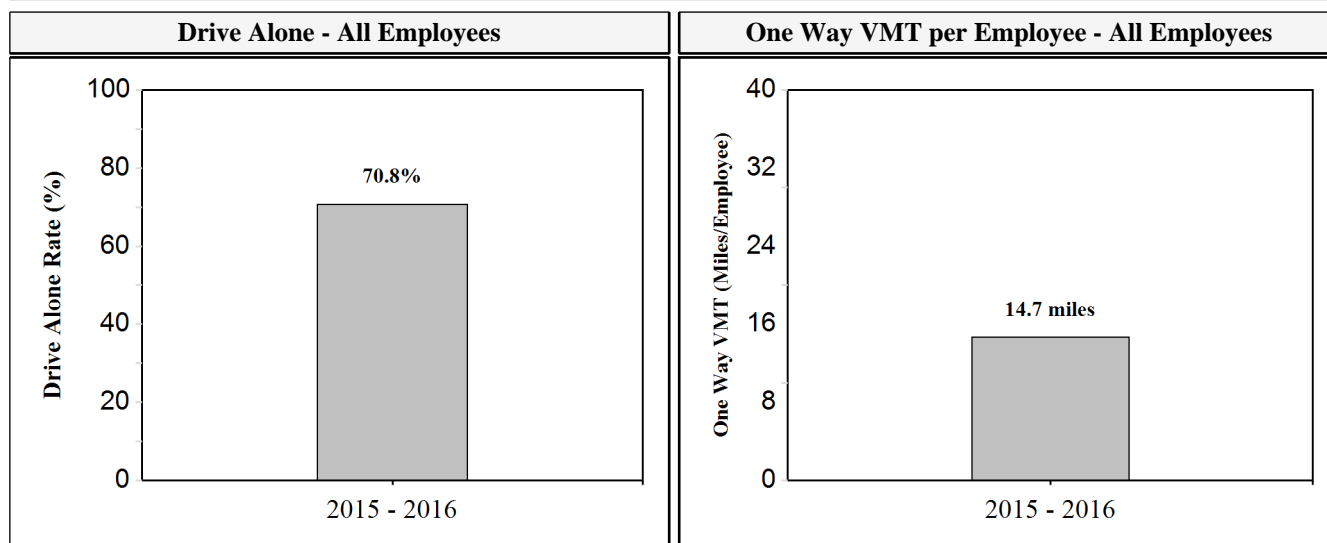 Drive Alone - All Employees
One Way VMT per Employee - All Employees
Drive Alone Rate (%)
100
80
60
40
20
0
70.8%
2015 - 2016
One Way VMT (Miles/Employee)
40
32
24
16
8
0
14.7 miles
2015 - 2016